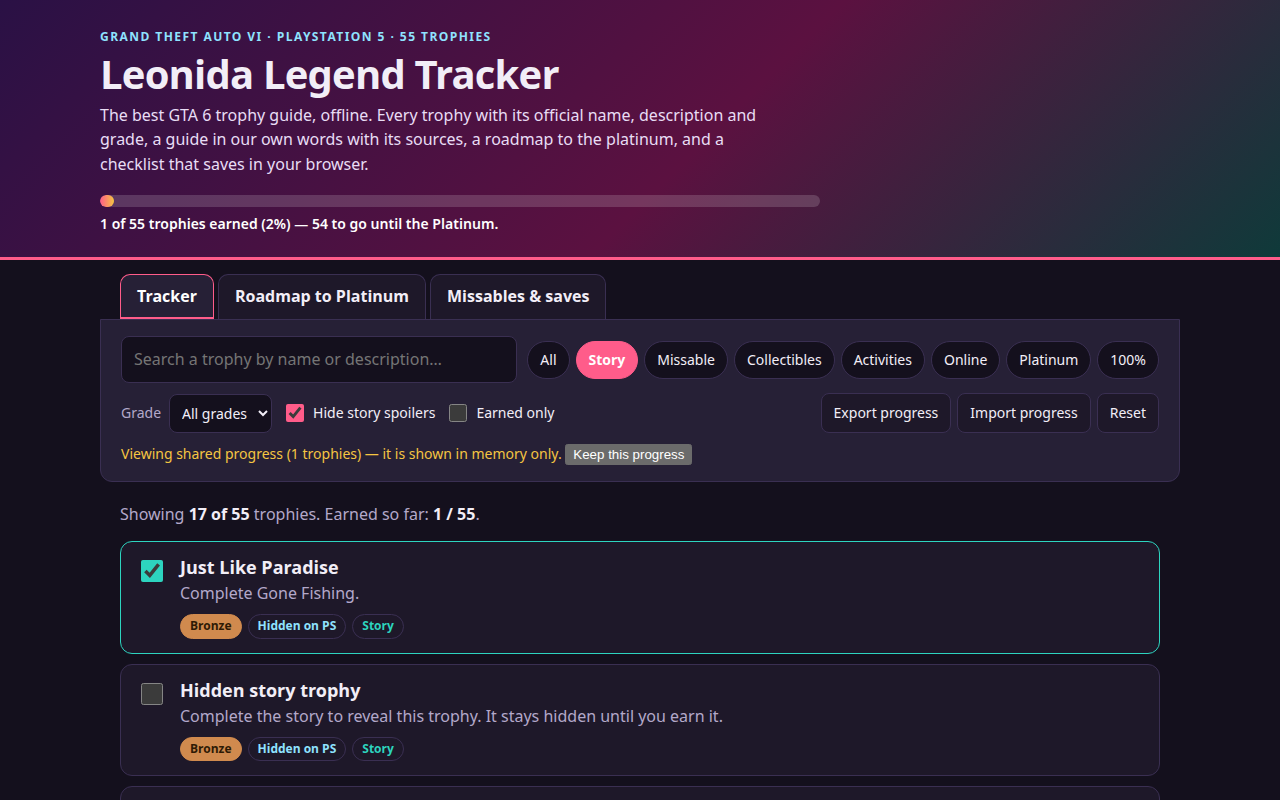 GRAND THEFT AUTO VI · PLAYSTATION 5 · 55 TROPHIES
Leonida Legend Tracker
The best GTA 6 trophy guide, offline. Every trophy with its official name, description and
grade, a guide in our own words with its sources, a roadmap to the platinum, and a
checklist that saves in your browser.
1 of 55 trophies earned (2%) — 54 to go until the Platinum.
Tracker Roadmap to Platinum Missables & saves
Search a trophy by name or description... All Story Missable Collectibles Activities Online Platinum 100%
Grade All grades Hide story spoilers Earned only Export progress Import progress Reset
Viewing shared progress (1 trophies) — it is shown in memory only. Keep this progress
Showing 17 of 55 trophies. Earned so far: 1 / 55.
Just Like Paradise
Complete Gone Fishing.
Bronze Hidden on PS Story
Hidden story trophy
Complete the story to reveal this trophy. It stays hidden until you earn it.
Bronze Hidden on PS Story